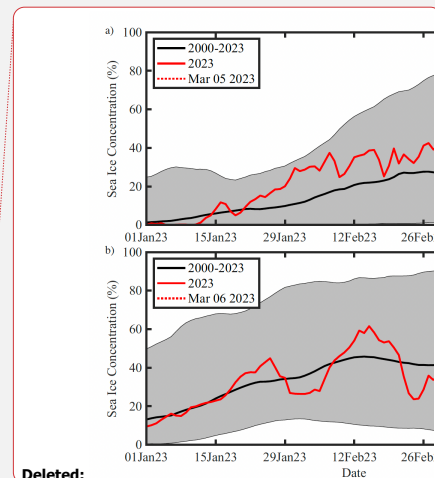 a)
100
80
60
40
20
0
Sea Ice Concentration (%)
2000-2023
2023
Mar 05 2023
01Jan23 15Jan23 29Jan23 12Feb23 26Feb
b)
100
80
60
40
20
0
Sea Ice Concentration (%)
2000-2023
2023
Mar 06 2023
01Jan23 15Jan23 29Jan23 12Feb23 26Feb
Date
Deleted: